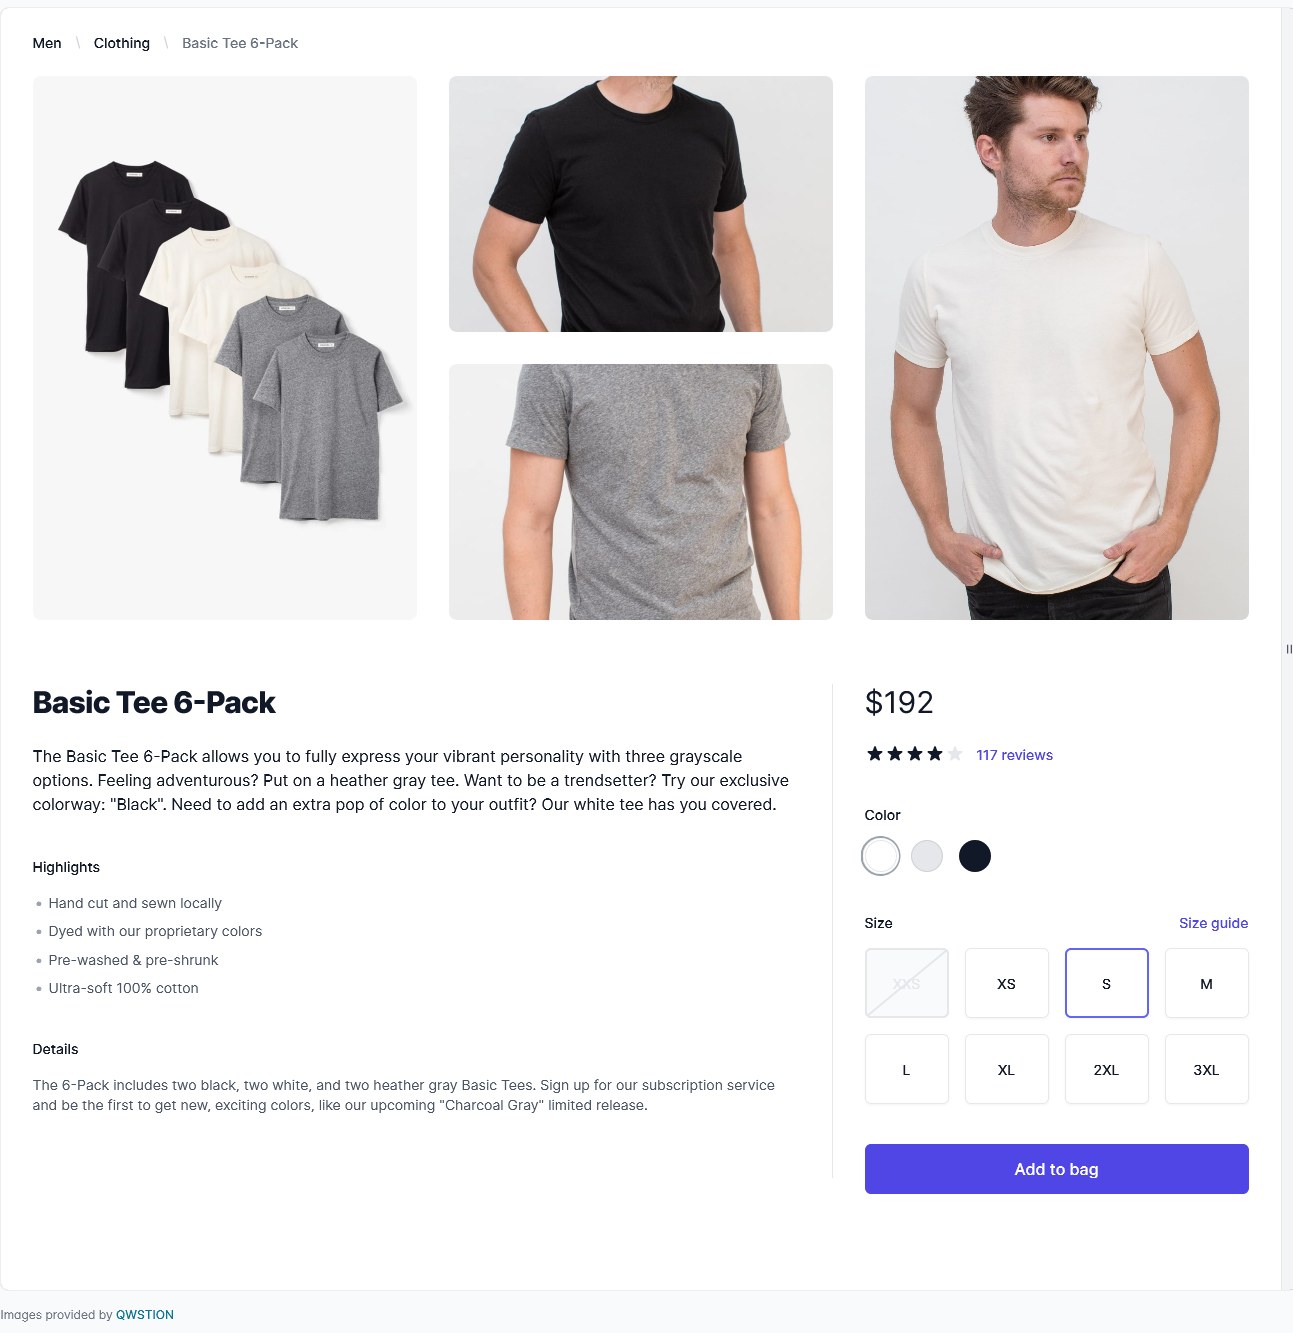 Men \ Clothing \ Basic Tee 6-Pack
Basic Tee 6-Pack
The Basic Tee 6-Pack allows you to fully express your vibrant personality with three grayscale
options. Feeling adventurous? Put on a heather gray tee. Want to be a trendsetter? Try our exclusive
colorway: "Black". Need to add an extra pop of color to your outfit? Our white tee has you covered.
Highlights
• Hand cut and sewn locally
• Dyed with our proprietary colors
• Pre-washed & pre-shrunk
• Ultra-soft 100% cotton
Details
The 6-Pack includes two black, two white, and two heather gray Basic Tees. Sign up for our subscription service
and be the first to get new, exciting colors, like our upcoming "Charcoal Gray" limited release.
$192
117 reviews
Color
Size Size guide
XXS XS S M
L XL 2XL 3XL
Add to bag
Images provided by QWSTION